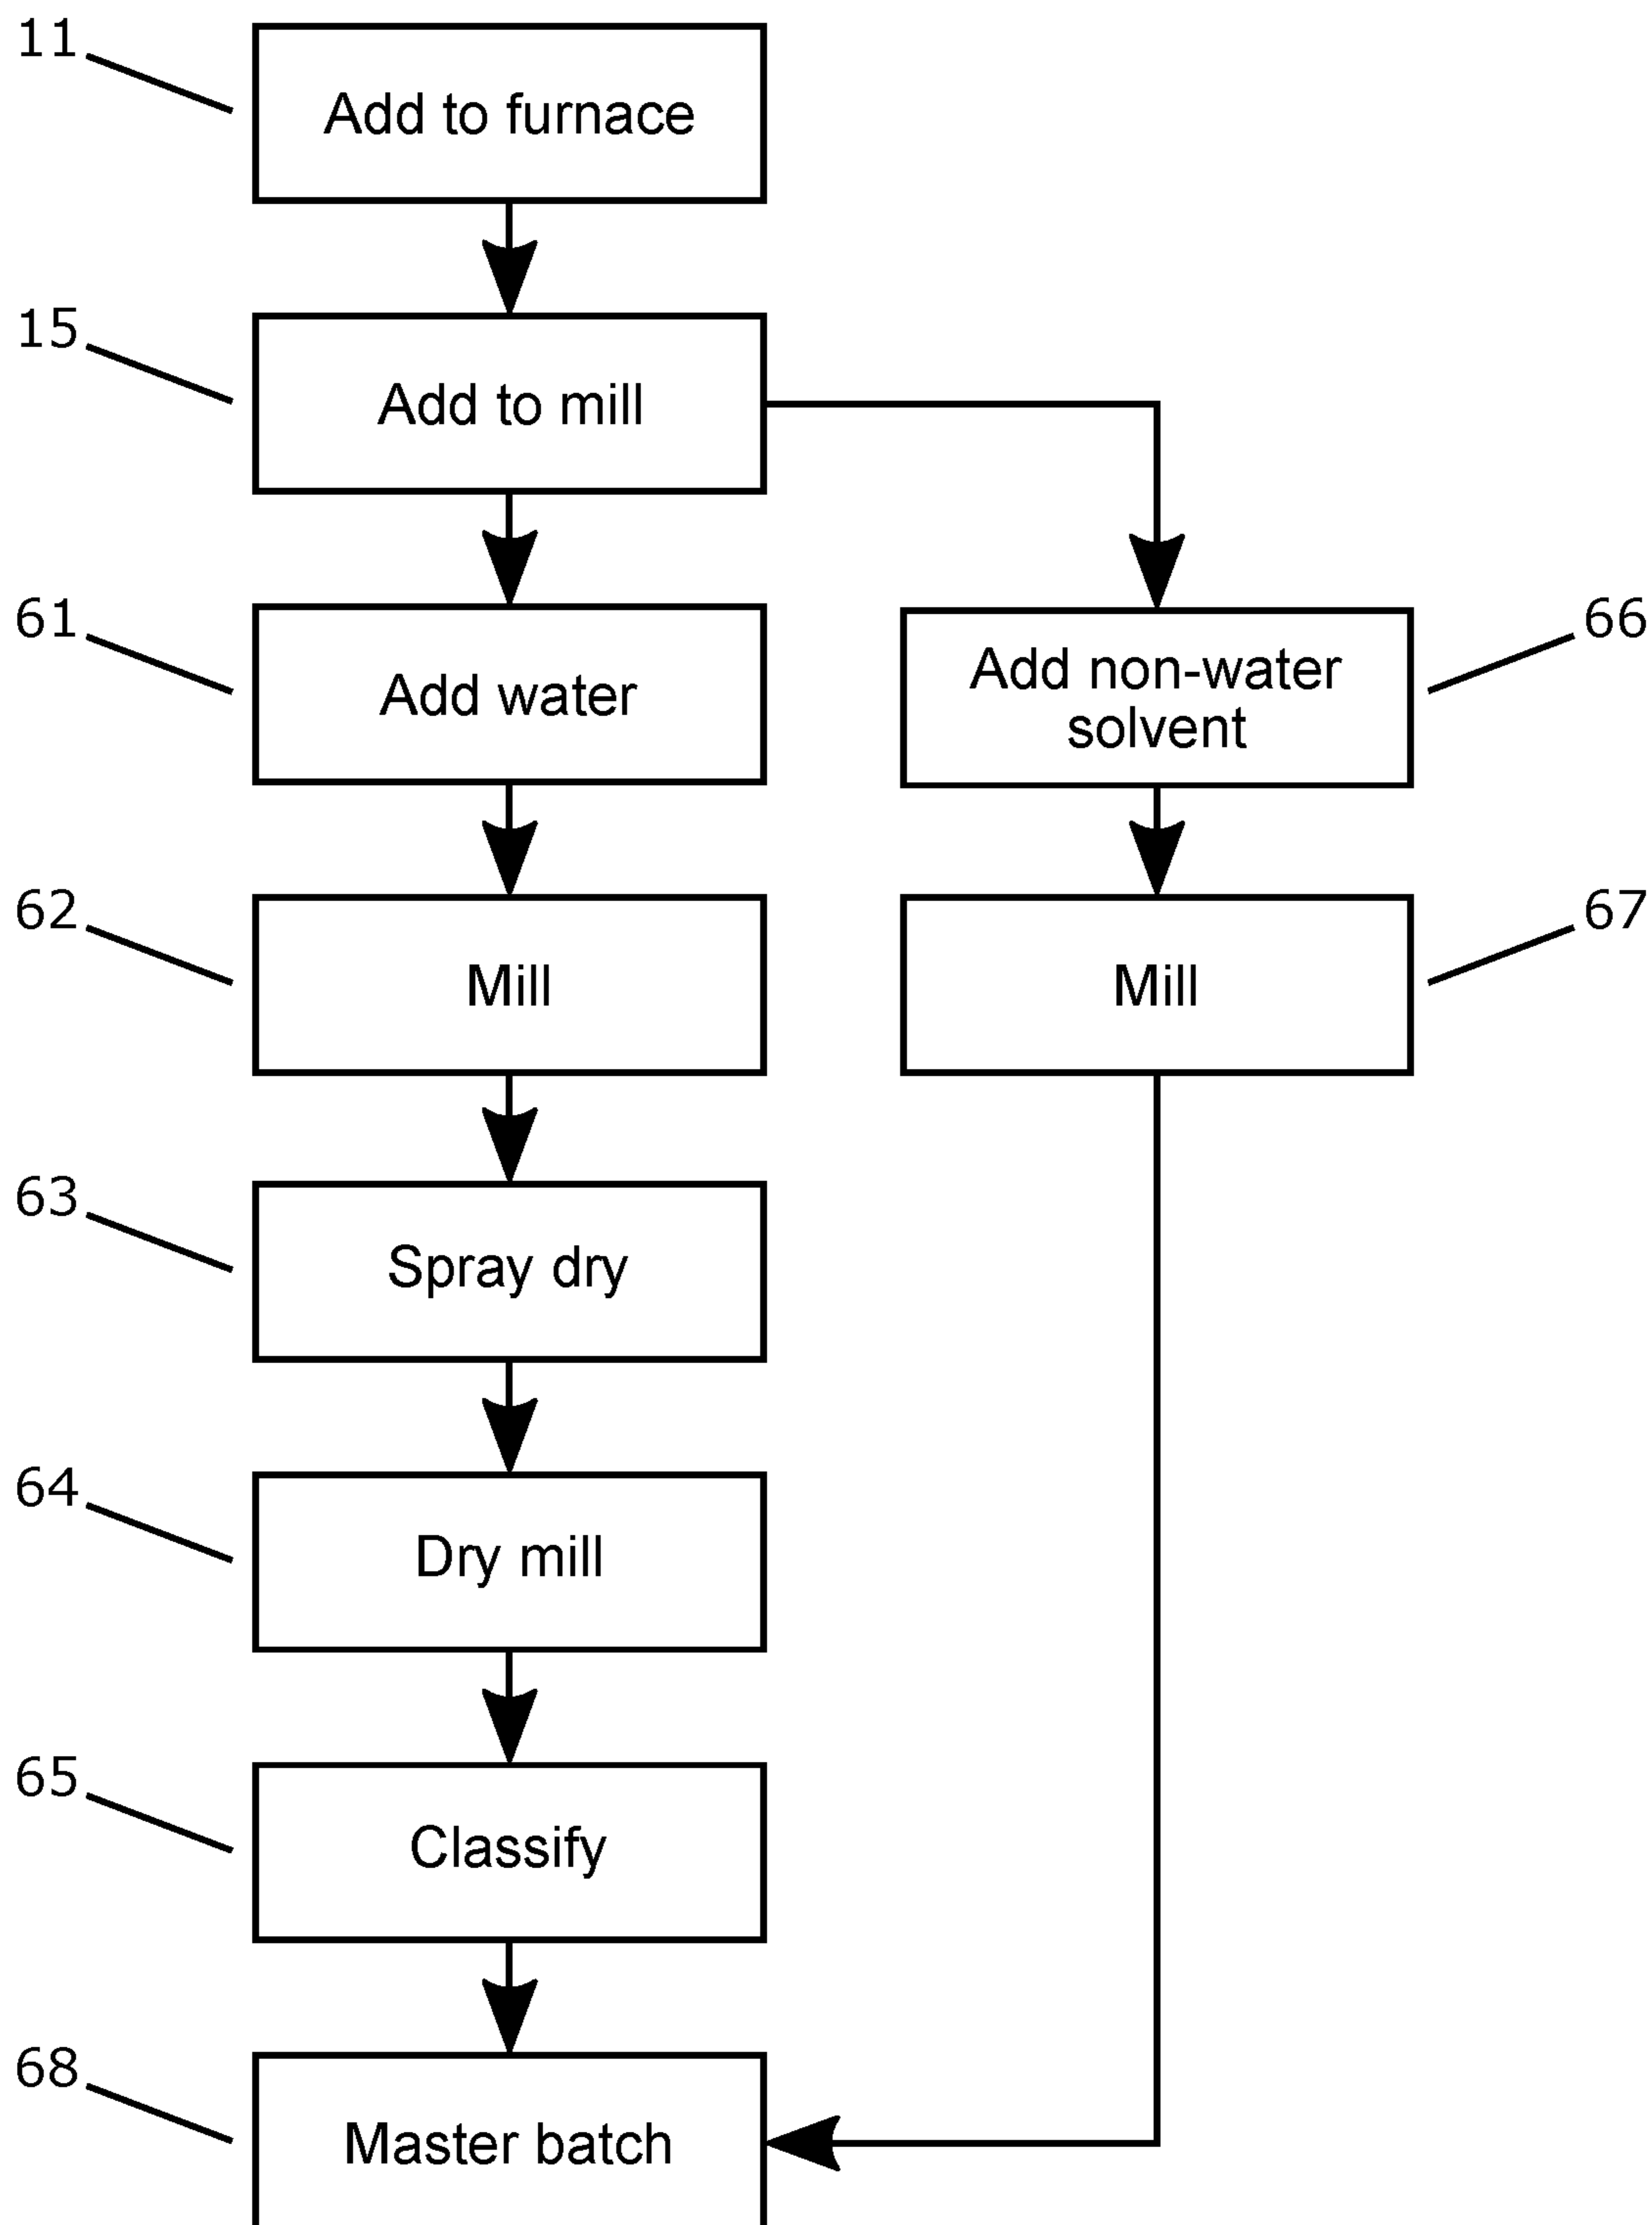 11
Add to furnace
15
Add to mill
61
Add water
66
Add non-water
solvent
62
Mill
67
Mill
63
Spray dry
64
Dry mill
65
Classify
68
Master batch